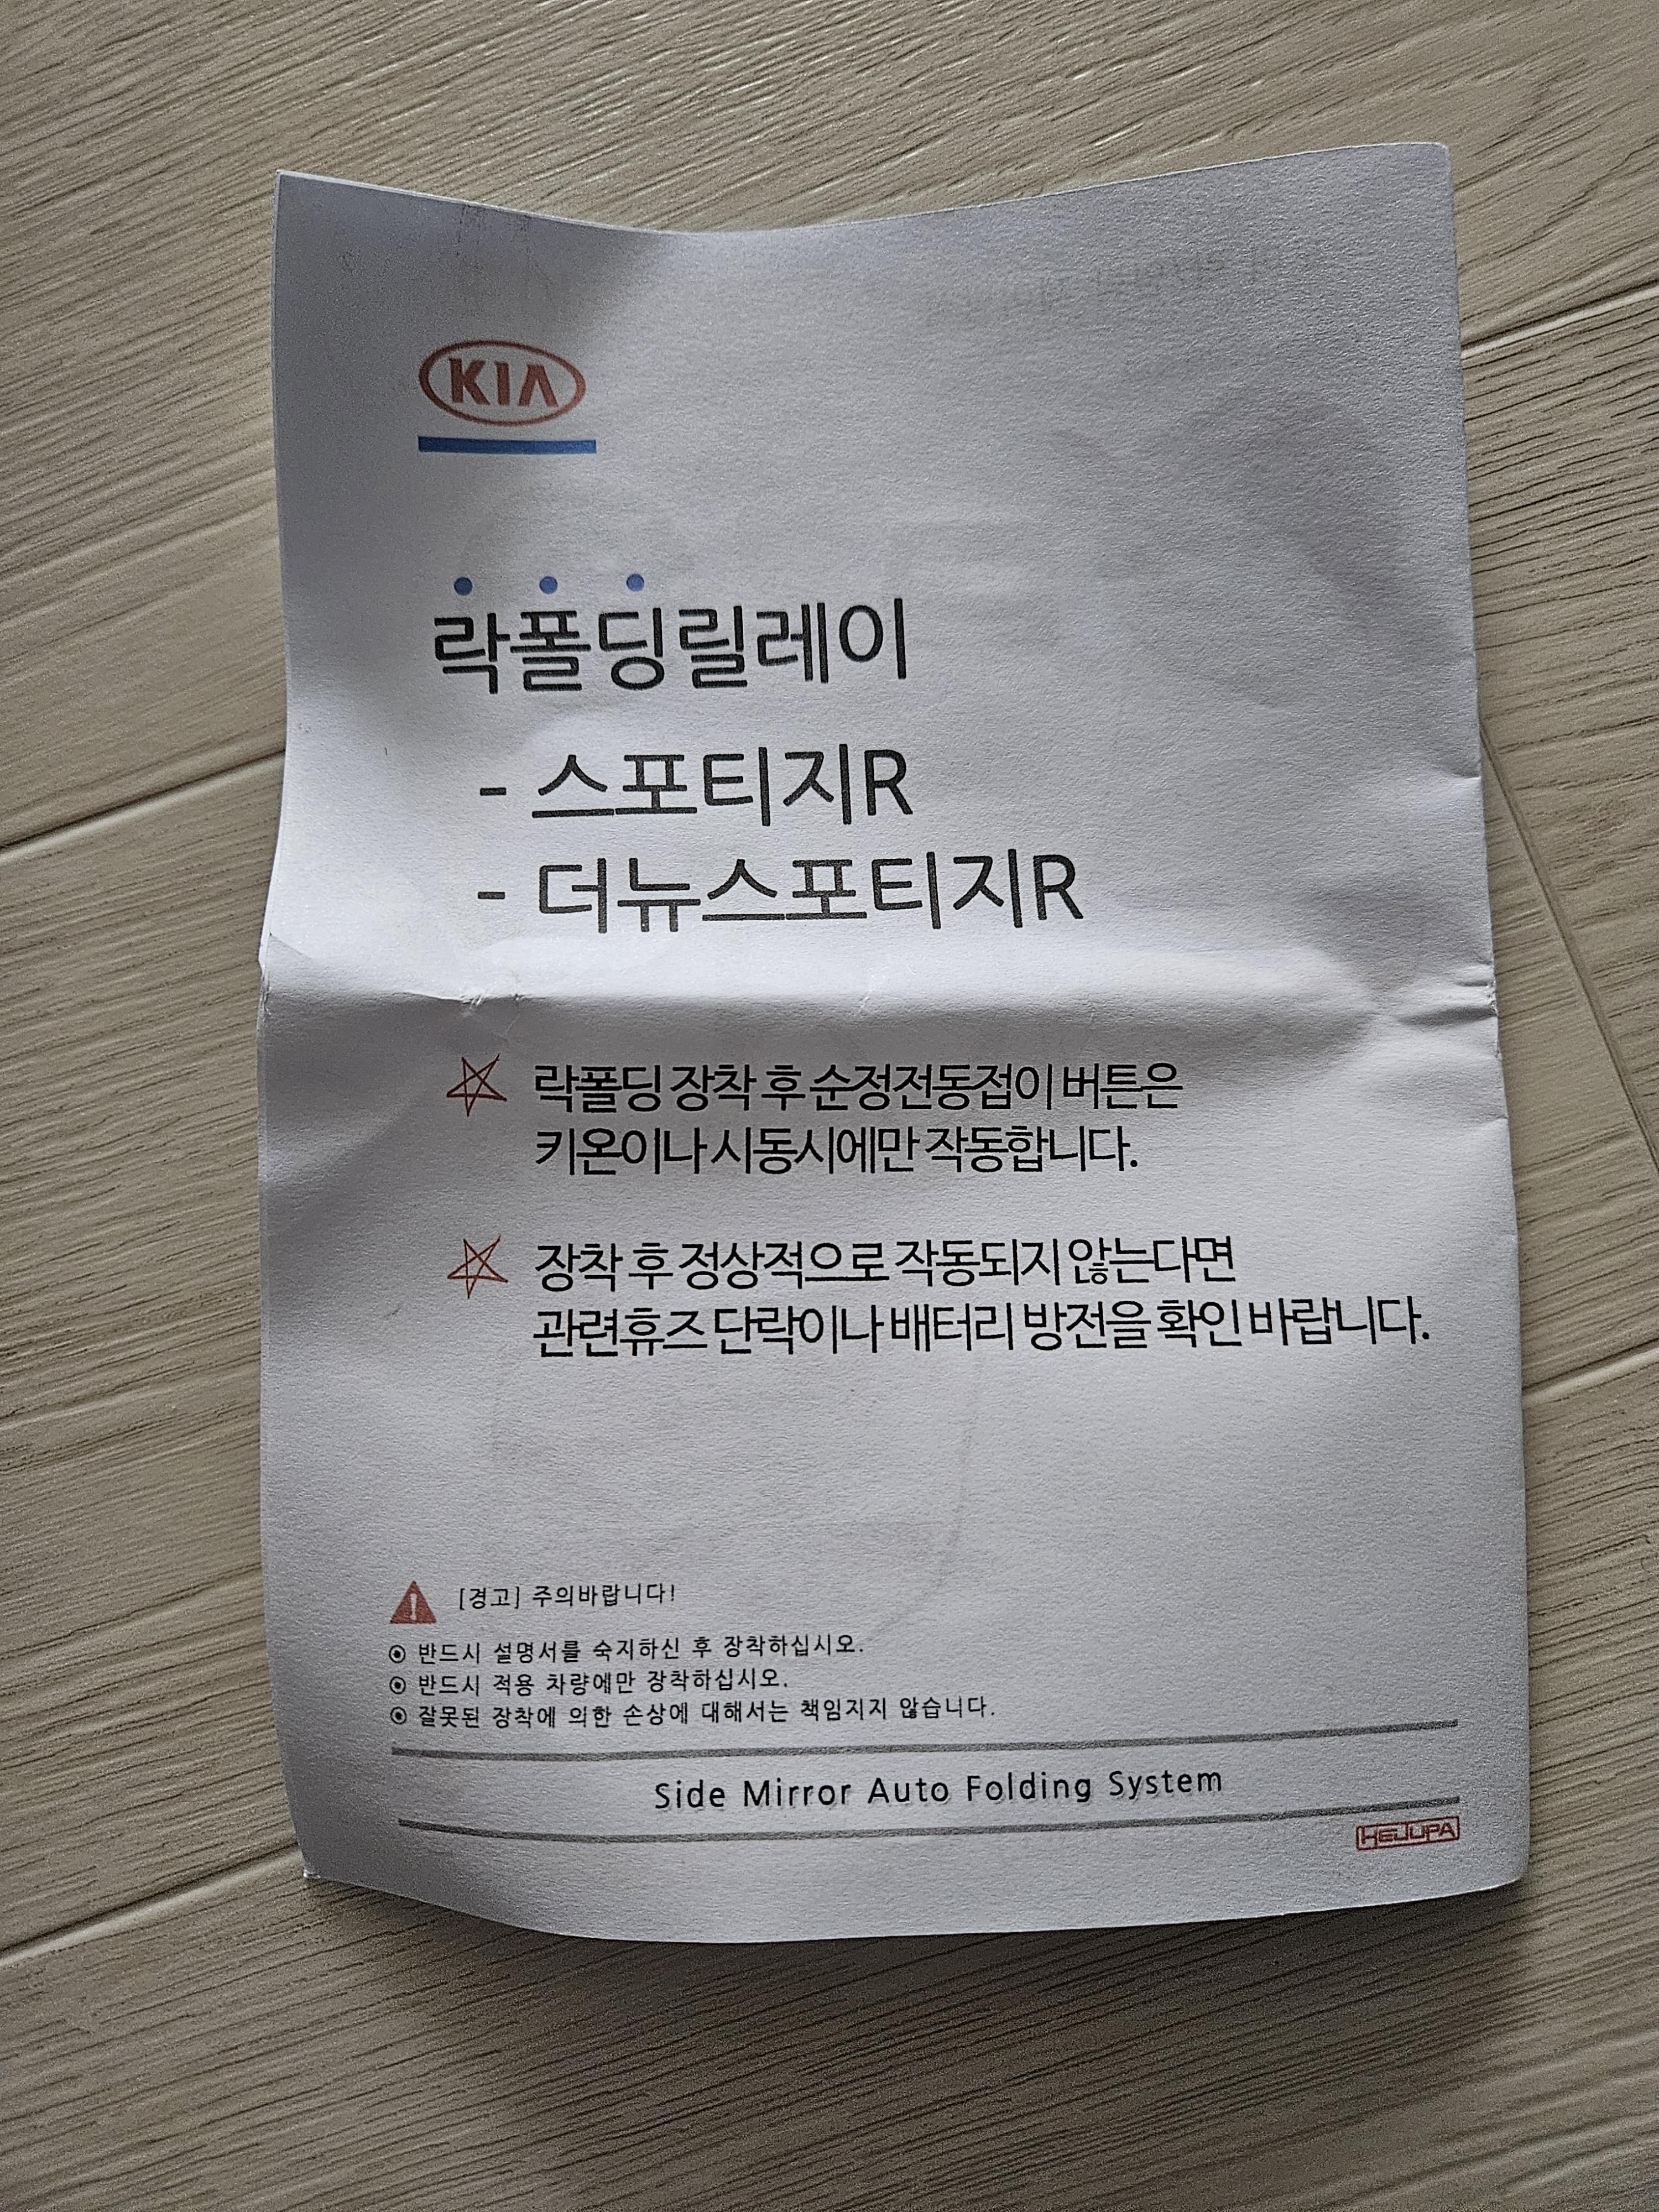 KIA
락폴딩릴레이
- 스포티지R
- 더뉴스포티지R
락폴딩 장착 후 순정전동접이 버튼은
키온이나 시동시에만 작동합니다.
장착 후 정상적으로 작동되지 않는다면
관련휴즈 단락이나 배터리 방전을 확인 바랍니다.
[경고] 주의바랍니다!
⊙ 반드시 설명서를 숙지하신 후 장착하십시오.
⊙ 반드시 적용 차량에만 장착하십시오.
⊙ 잘못된 장착에 의한 손상에 대해서는 책임지지 않습니다.
Side Mirror Auto Folding System
HEJUPA